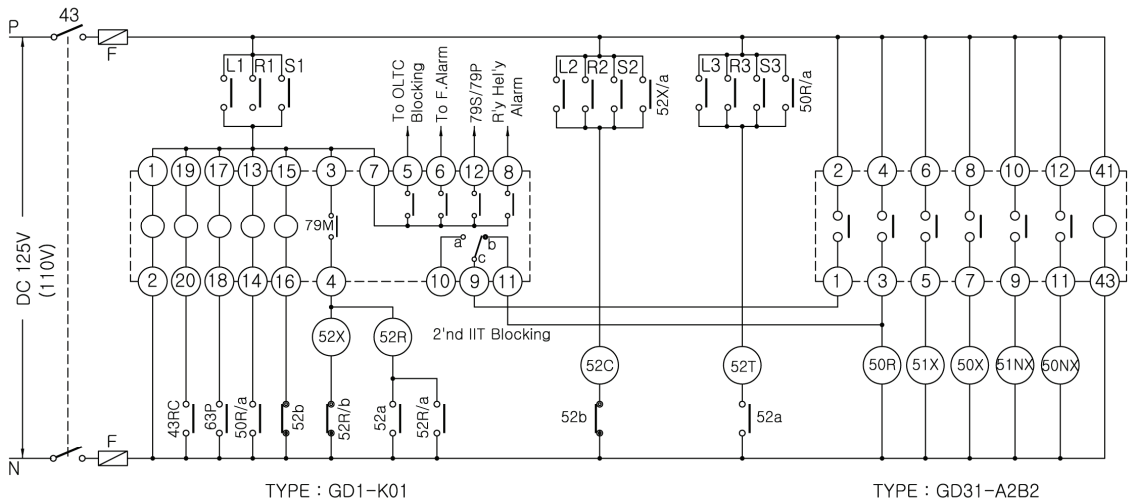 43
P
F
L1 R1 S1
To OLTC
Blocking
To F.Alarm
79S/79P
R'y Hel'y
Alarm
L2 R2 S2
52X/a
L3 R3 S3
50R/a
1 19 17 13 15 3 7 5 6 12 8
2 4 6 8 10 12 41
79M
a b
c
DC 125V
(110V)
2 20 18 14 16 4 10 9 11
1 3 5 7 9 11 43
2'nd IIT Blocking
52X 52R
52C 52T
50R 51X 50X 51NX 50NX
43RC
63P
50R/a
52b
52R/b
52a
52R/a
52b
52a
F
N
TYPE : GD1-K01
TYPE : GD31-A2B2